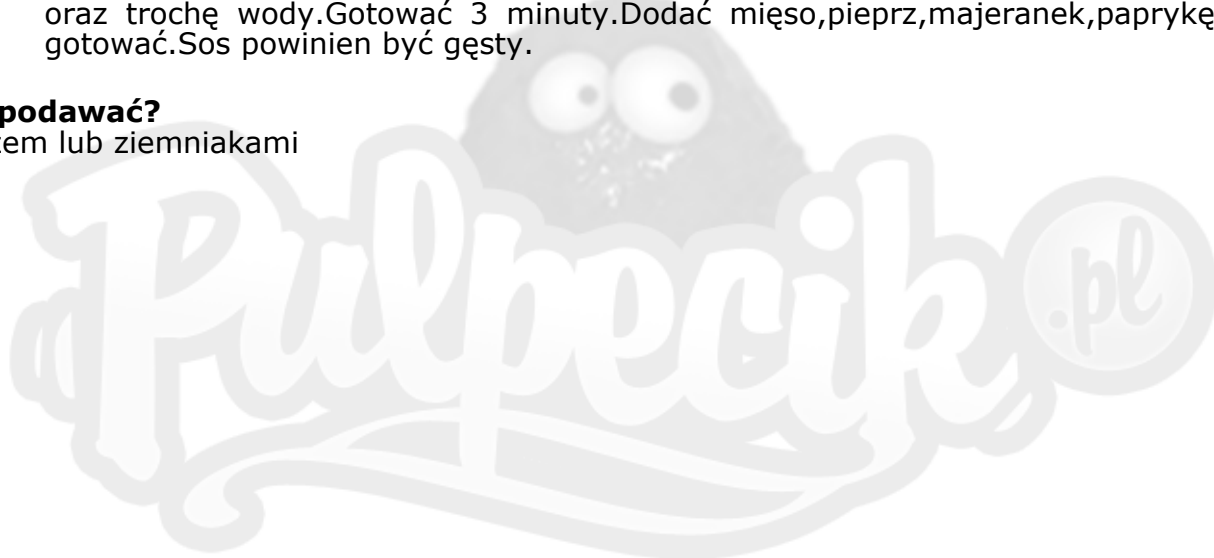 oraz trochę wody.Gotować 3 minuty.Dodać mięso,pieprz,majeranek,paprykę
gotować.Sos powinien być gęsty.
podawać?
tem lub ziemniakami
Pulpecik
.pl